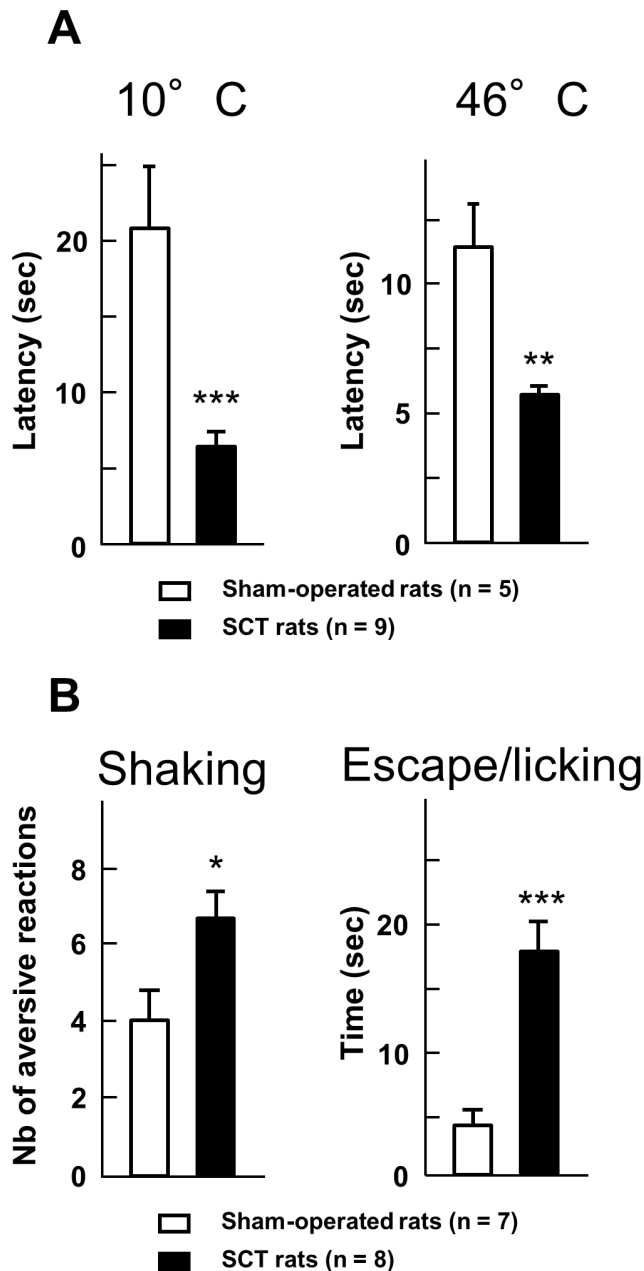 A
10° C
46° C
Latency (sec)
20
10
0
***
Latency (sec)
10
5
0
**
Sham-operated rats (n = 5)
SCT rats (n = 9)
B
Shaking
Escape/licking
Nb of aversive reactions
8
6
4
2
0
*
Time (sec)
20
10
0
***
Sham-operated rats (n = 7)
SCT rats (n = 8)